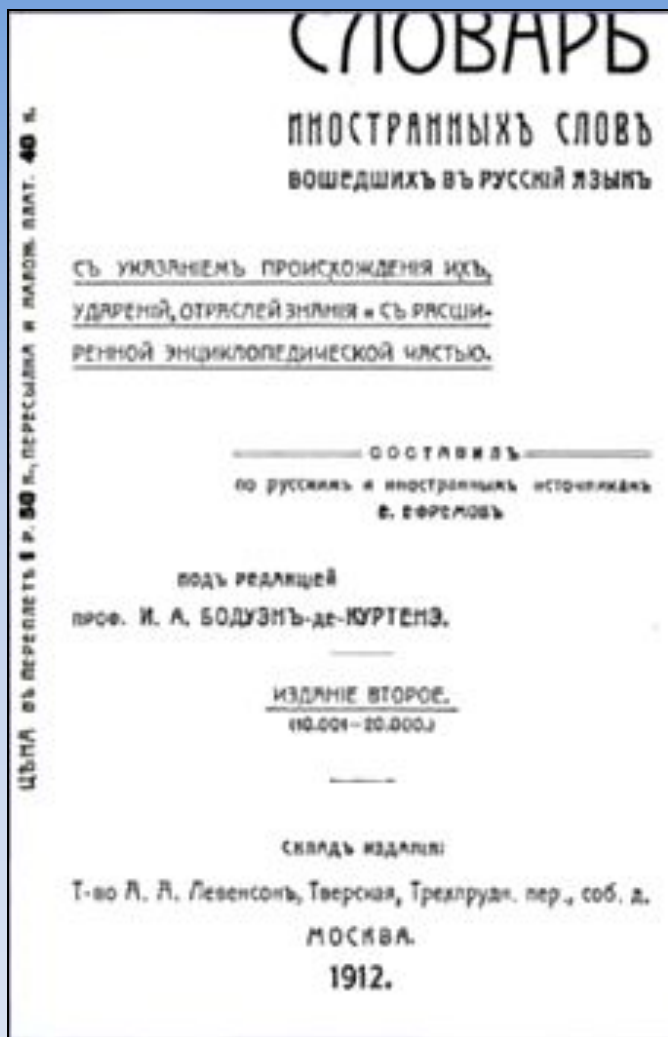 СЛОВАРЬ
ИНОСТРАННЫХЪ СЛОВЪ
ВОШЕДШИХЪ ВЪ РУССКІЙ ЯЗЫКЪ
СЪ УКАЗАНІЕМЪ ПРОИСХОЖДЕНІЯ ИХЪ,
УДАРЕНІЙ, ОТРАСЛЕЙ ЗНАНІЯ и СЪ РАСШИ-
РЕННОЙ ЭНЦИКЛОПЕДИЧЕСКОЙ ЧАСТЬЮ.
СОСТАВИЛЪ
по русскимъ и иностраннымъ источникамъ
Е. ЕФРЕМОВЪ
ПОДЪ РЕДАКЦІЕЙ
ПРОФ. И. А. БОДУЭНЪ-де-КУРТЕНЭ.
ИЗДАНІЕ ВТОРОЕ.
(10.001—20.000.)
СКЛАДЪ ИЗДАНІЯ:
Т-во А. А. Левенсонъ, Тверская, Трехпрудн. пер., соб. д.
МОСКВА.
1912.
ЦѢНА ВЪ ПЕРЕПЛЕТѢ 1 Р. 50 К., ПЕРЕСЫЛКА И НАЛОЖ. ПЛАТ. 40 К.